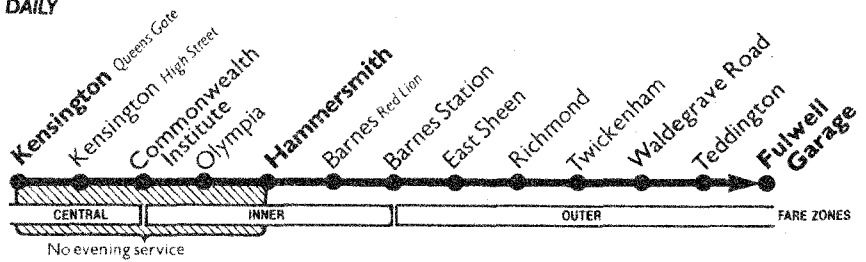 DAILY
Kensington Queens Gate
Kensington High Street
Commonwealth
Institute
Olympia
Hammersmith
Barnes Red Lion
Barnes Station
East Sheen
Richmond
Twickenham
Waldegrave Road
Teddington
Fulwell
Garage
CENTRAL INNER OUTER FARE ZONES
No evening service